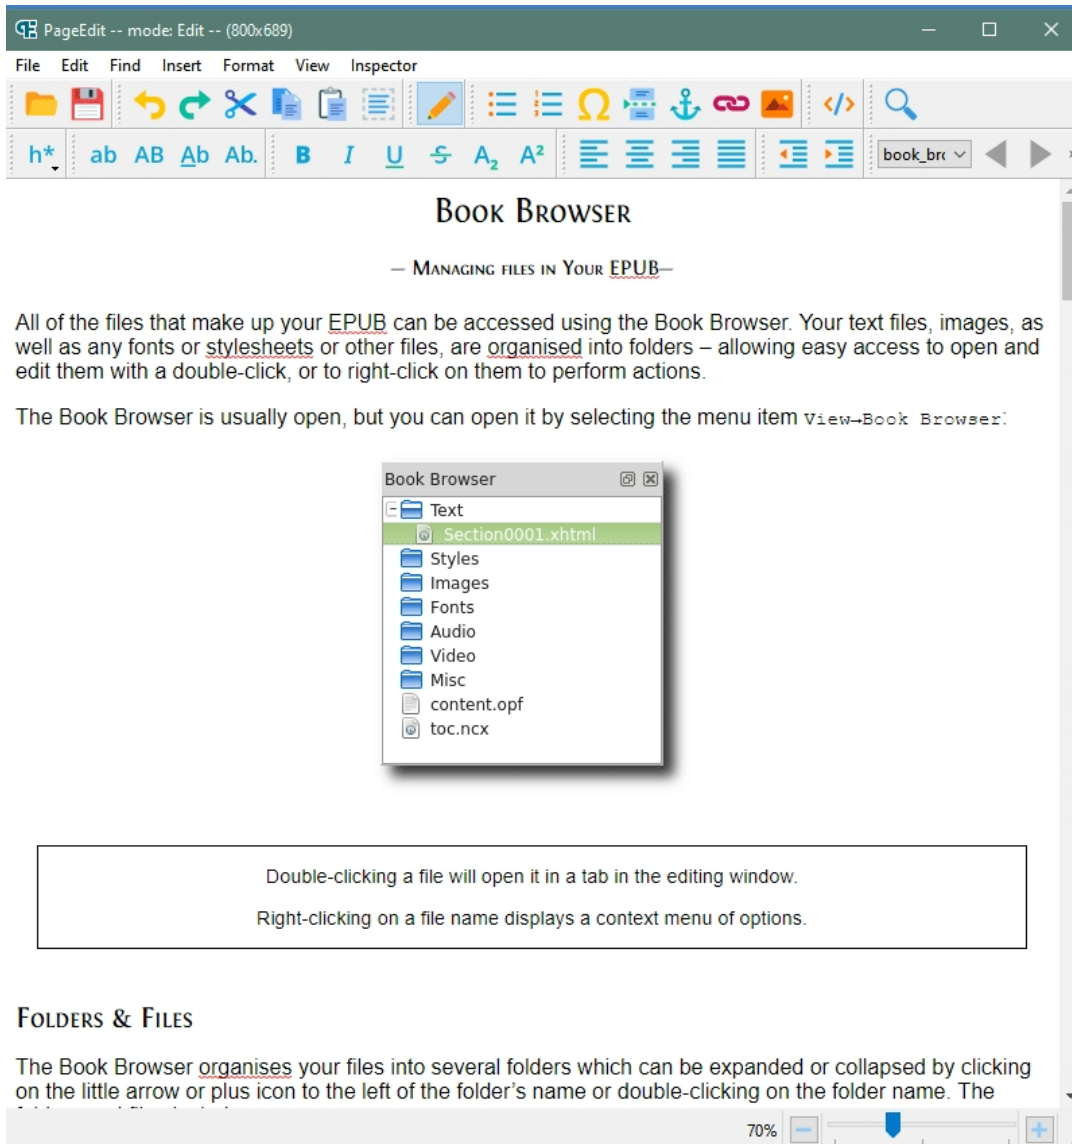 PageEdit -- mode: Edit -- (800x689)
File Edit Find Insert Format View Inspector
h* ab AB Ab Ab. B I U S A2 A2 book_brc
Book Browser
— Managing files in Your EPUB—
All of the files that make up your EPUB can be accessed using the Book Browser. Your text files, images, as
well as any fonts or stylesheets or other files, are organised into folders – allowing easy access to open and
edit them with a double-click, or to right-click on them to perform actions.
The Book Browser is usually open, but you can open it by selecting the menu item View→Book Browser:
Book Browser
Text
Section0001.xhtml
Styles
Images
Fonts
Audio
Video
Misc
content.opf
toc.ncx
Double-clicking a file will open it in a tab in the editing window.
Right-clicking on a file name displays a context menu of options.
Folders & Files
The Book Browser organises your files into several folders which can be expanded or collapsed by clicking
on the little arrow or plus icon to the left of the folder’s name or double-clicking on the folder name. The
70%